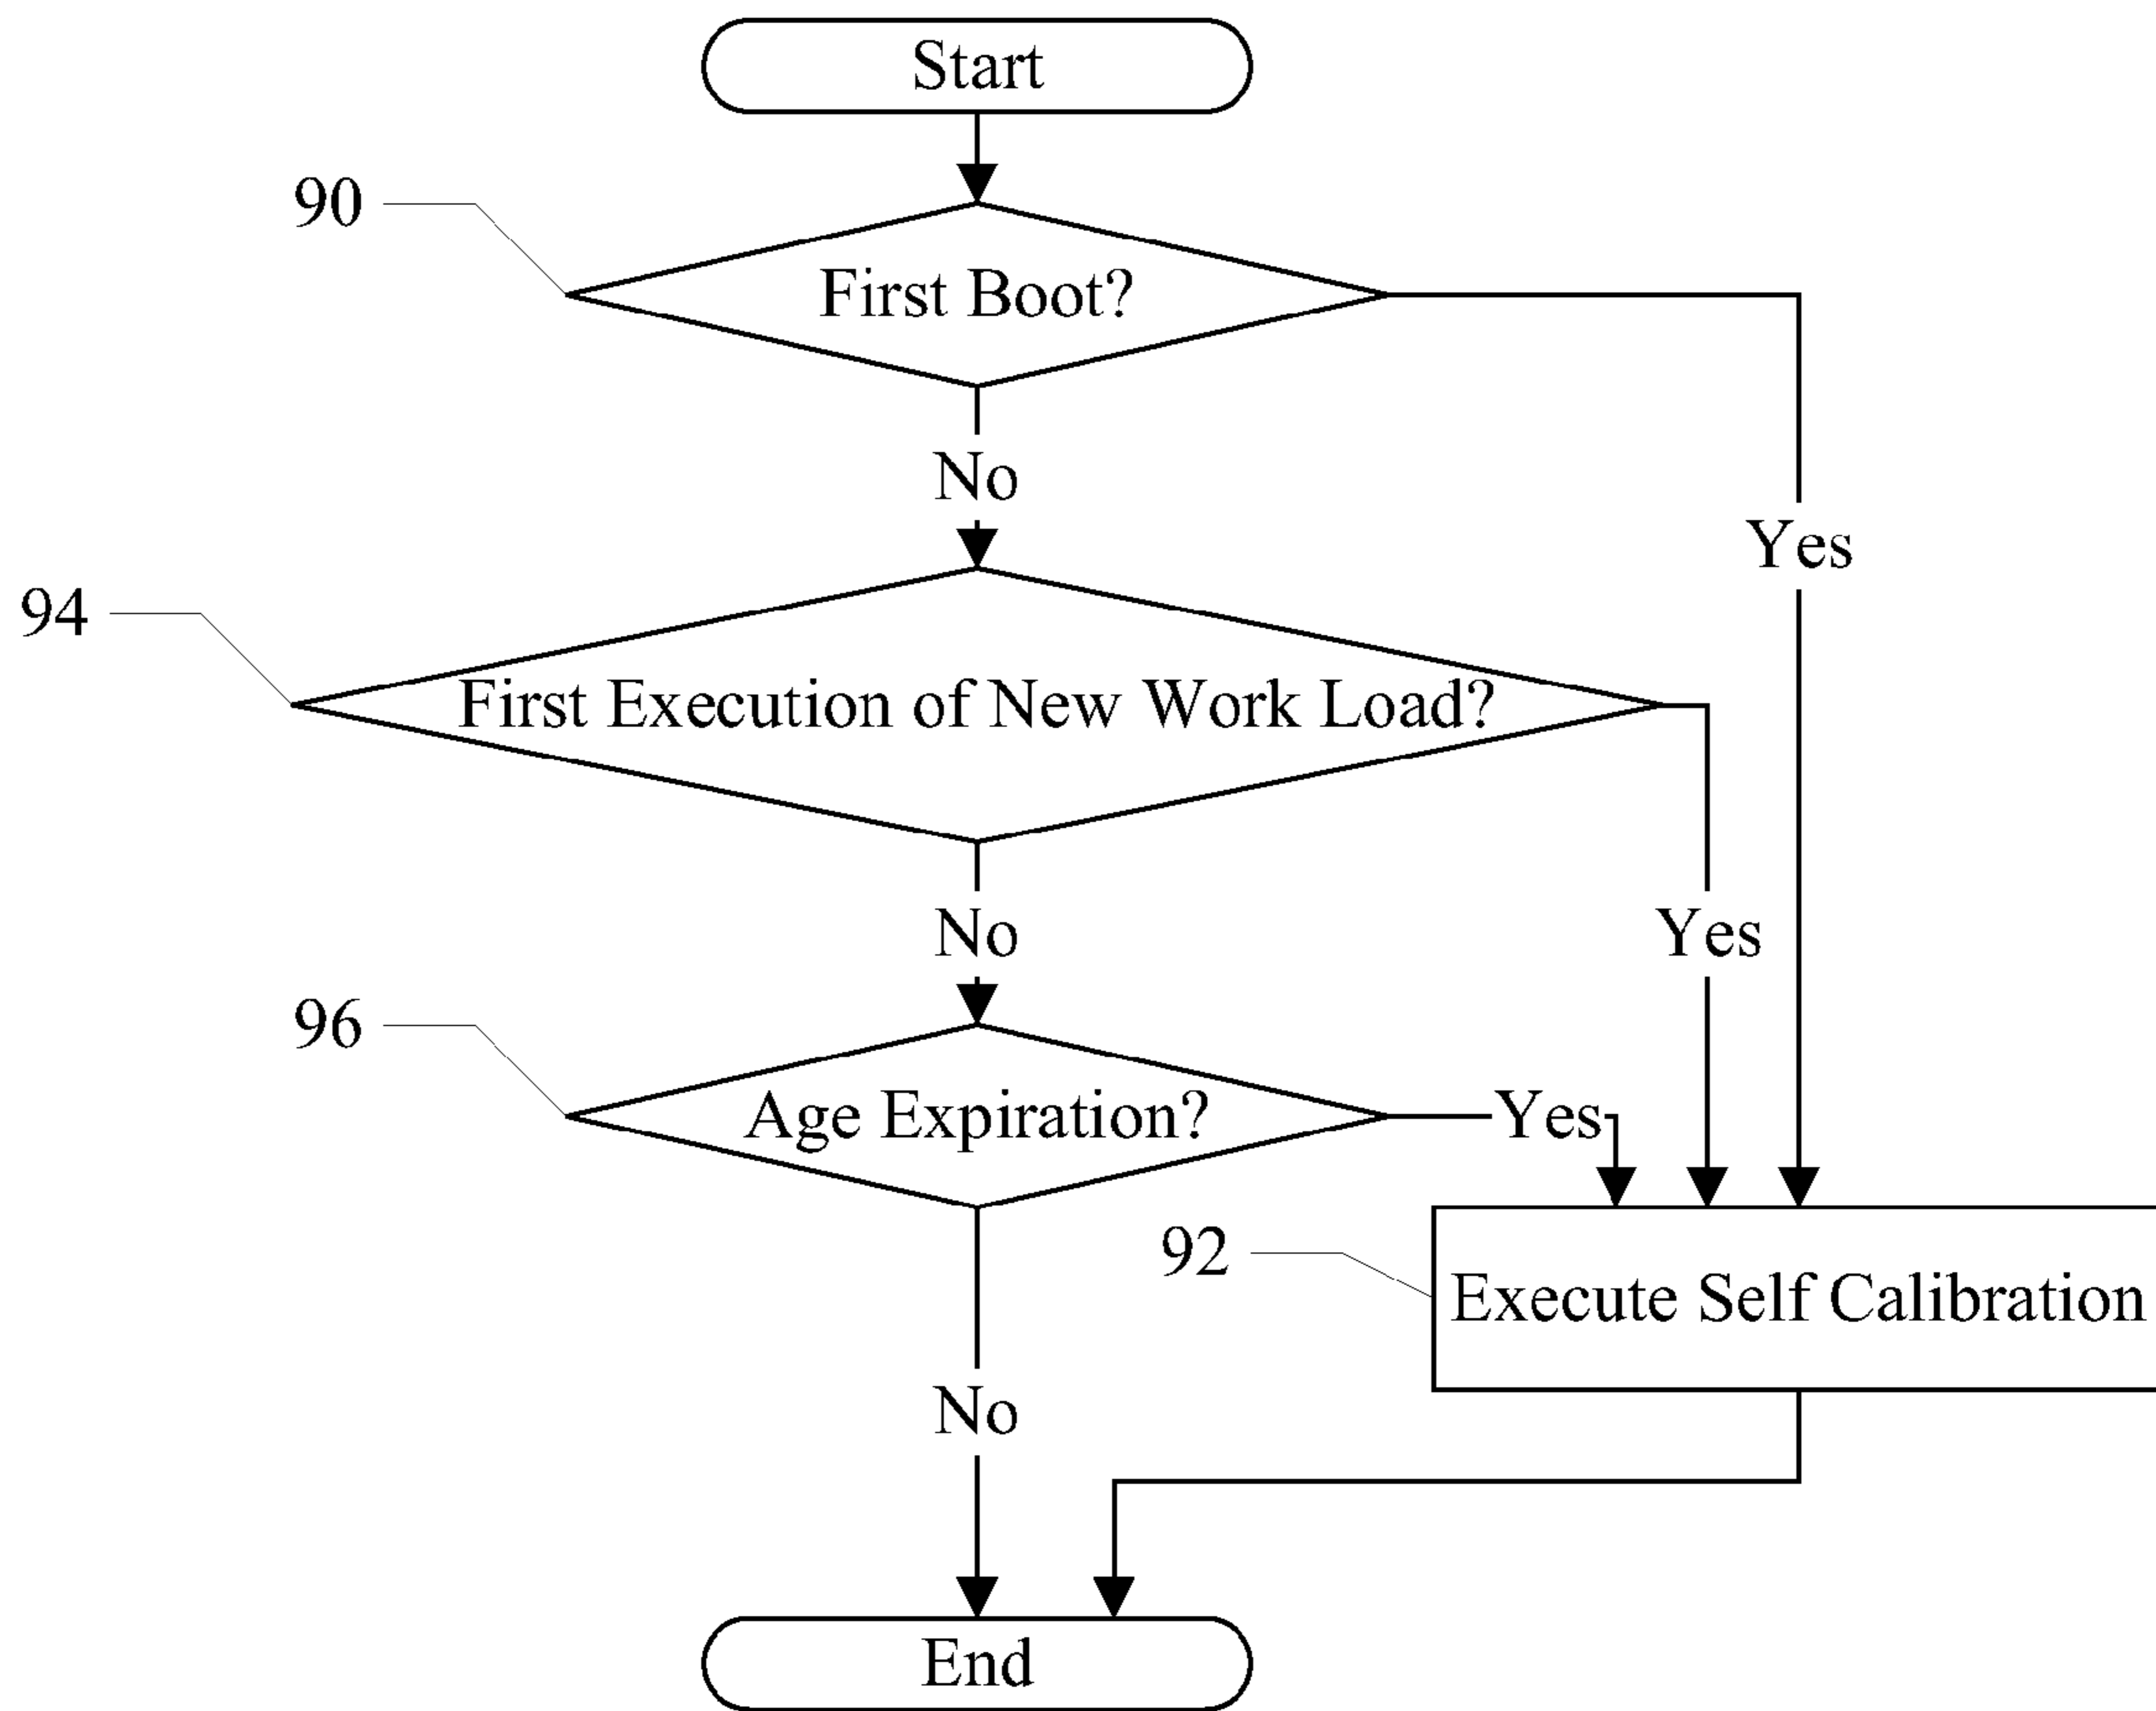 Start
90
First Boot?
No
Yes
94
First Execution of New Work Load?
No
Yes
96
Age Expiration?
Yes
92
Execute Self Calibration
No
End